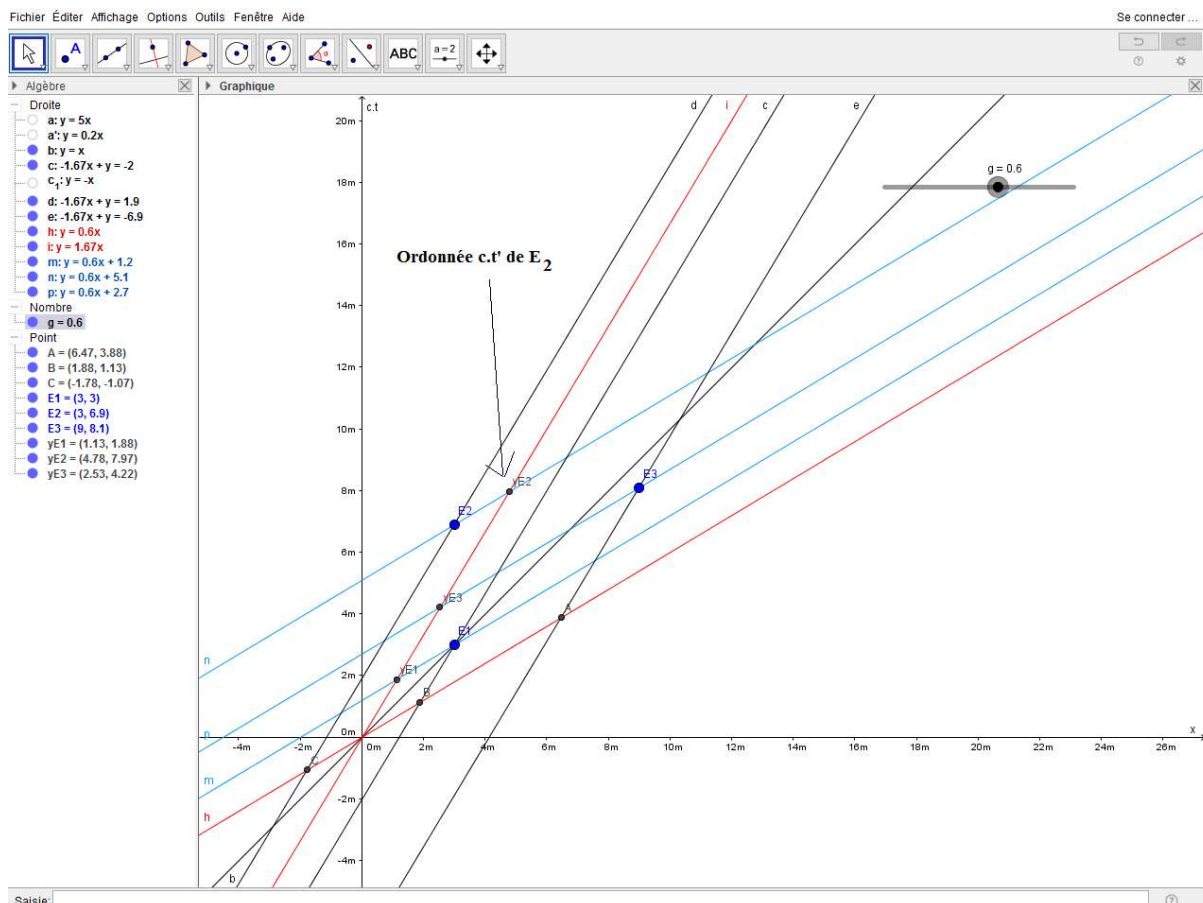 Fichier Éditer Affichage Options Outils Fenêtre Aide
Se connecter ...
A
ABC
a = 2
Algèbre
Graphique
Droite
a: y = 5x
a': y = 0.2x
b: y = x
c: -1.67x + y = -2
c₁: y = -x
d: -1.67x + y = 1.9
e: -1.67x + y = -6.9
h: y = 0.6x
i: y = 1.67x
m: y = 0.6x + 1.2
n: y = 0.6x + 5.1
p: y = 0.6x + 2.7
Nombre
g = 0.6
Point
A = (6.47, 3.88)
B = (1.88, 1.13)
C = (-1.78, -1.07)
E1 = (3, 3)
E2 = (3, 6.9)
E3 = (9, 8.1)
yE1 = (1.13, 1.88)
yE2 = (4.78, 7.97)
yE3 = (2.53, 4.22)
c.t
d
i
c
e
20m
g = 0.6
18m
16m
Ordonnée c.t' de E₂
14m
12m
10m
8m
yE2
E3
E2
6m
4m
yE3
A
E1
n
2m
yE1
B
p
0m
x
-4m -2m 0m 2m 4m 6m 8m 10m 12m 14m 16m 18m 20m 22m 24m 26m
C
m
-2m
h
-4m
b
Saisie: